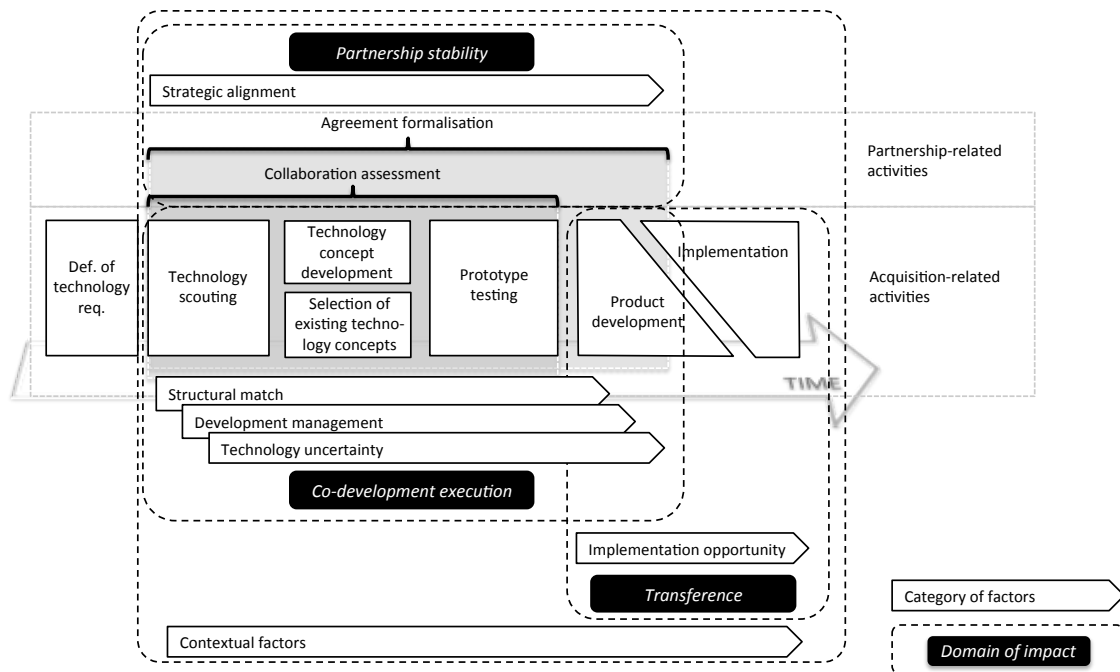 Partnership stability
Strategic alignment
Agreement formalisation
Partnership-related
activities
Collaboration assessment
Def. of
technology
req.
Technology
scouting
Technology
concept
development
Selection of
existing techno-
logy concepts
Prototype
testing
Product
development
Implementation
Acquisition-related
activities
TIME
Structural match
Development management
Technology uncertainty
Co-development execution
Implementation opportunity
Transference
Category of factors
Contextual factors
Domain of impact